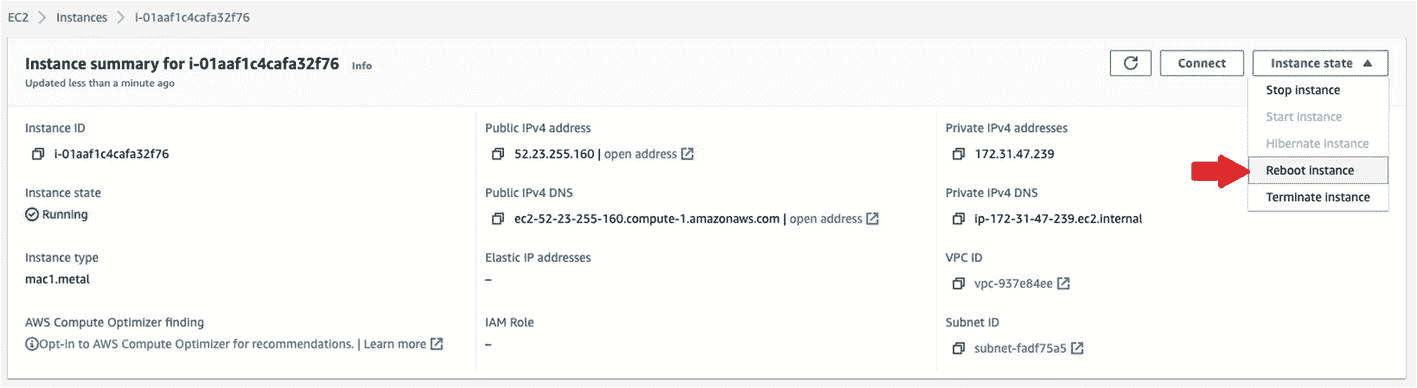 EC2 > Instances > i-01aaf1c4cafa32f76
Instance summary for i-01aaf1c4cafa32f76 Info
Updated less than a minute ago
Connect
Instance state
Stop instance
Start instance
Hibernate instance
Reboot instance
Terminate instance
Instance ID
i-01aaf1c4cafa32f76
Public IPv4 address
52.23.255.160 | open address
Private IPv4 addresses
172.31.47.239
Instance state
Running
Public IPv4 DNS
ec2-52-23-255-160.compute-1.amazonaws.com | open address
Private IPv4 DNS
ip-172-31-47-239.ec2.internal
Instance type
mac1.metal
Elastic IP addresses
–
VPC ID
vpc-937e84ee
AWS Compute Optimizer finding
Opt-in to AWS Compute Optimizer for recommendations. | Learn more
IAM Role
–
Subnet ID
subnet-fadf75a5